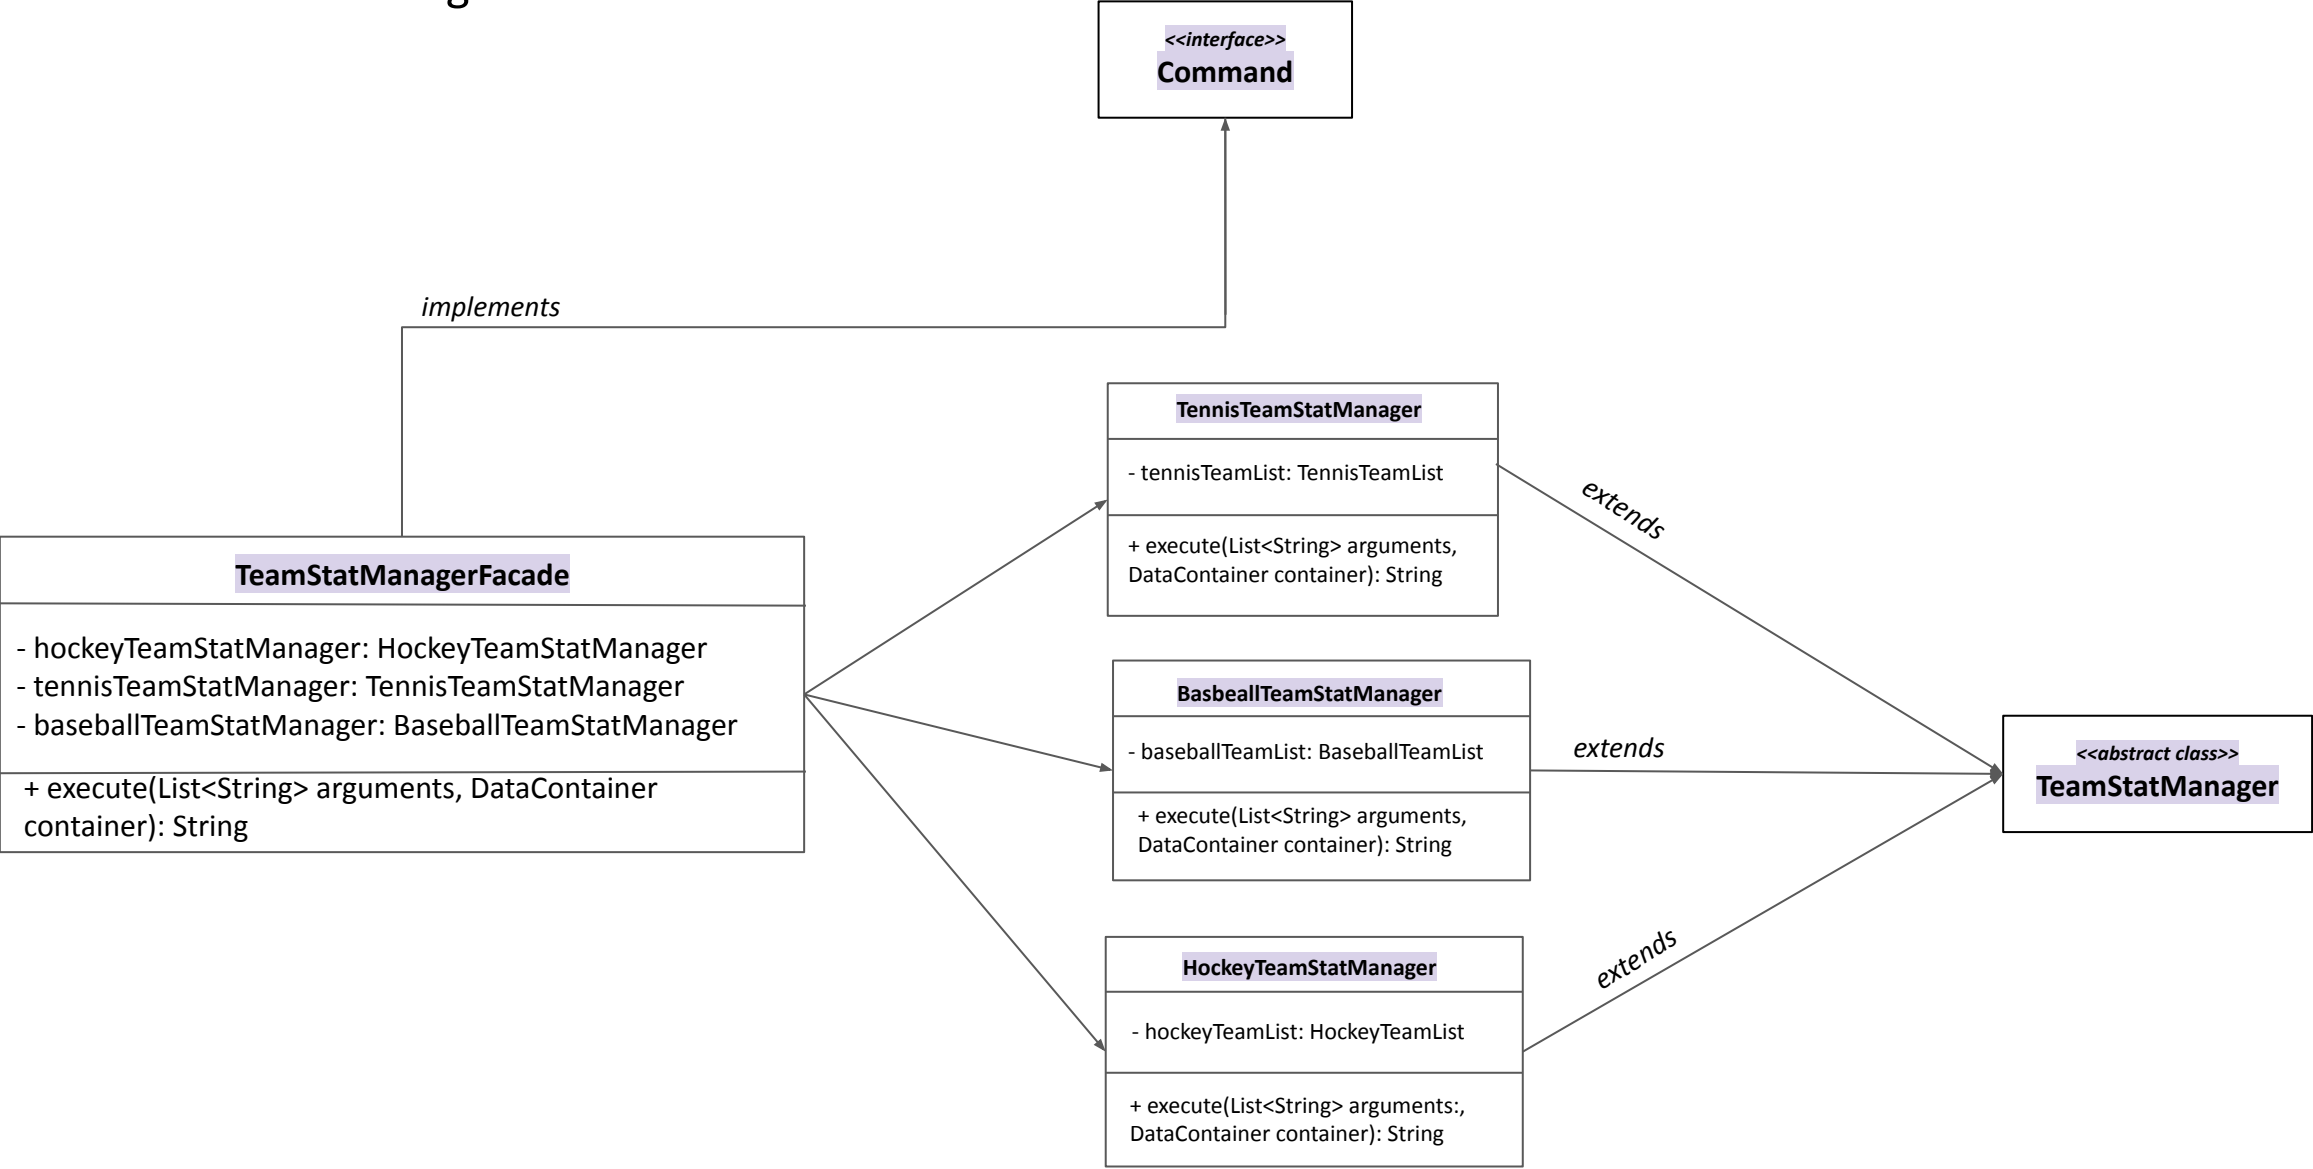 <<interface>>
Command
implements
TeamStatManagerFacade
- hockeyTeamStatManager: HockeyTeamStatManager
- tennisTeamStatManager: TennisTeamStatManager
- baseballTeamStatManager: BaseballTeamStatManager
+ execute(List<String> arguments, DataContainer
container): String
TennisTeamStatManager
- tennisTeamList: TennisTeamList
+ execute(List<String> arguments,
DataContainer container): String
extends
BasbeallTeamStatManager
- baseballTeamList: BaseballTeamList
+ execute(List<String> arguments,
DataContainer container): String
extends
HockeyTeamStatManager
- hockeyTeamList: HockeyTeamList
+ execute(List<String> arguments:,
DataContainer container): String
extends
<<abstract class>>
TeamStatManager